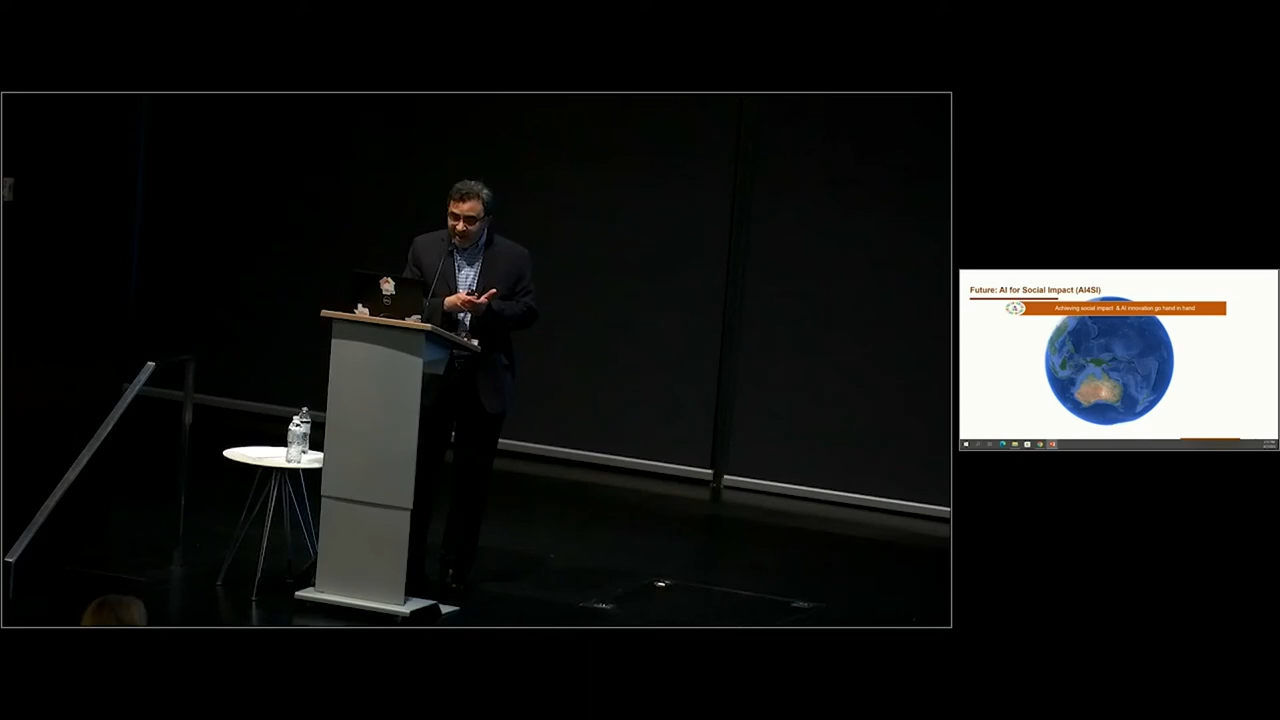 Future: AI for Social Impact (AI4SI)
Achieving social impact & AI innovation go hand in hand